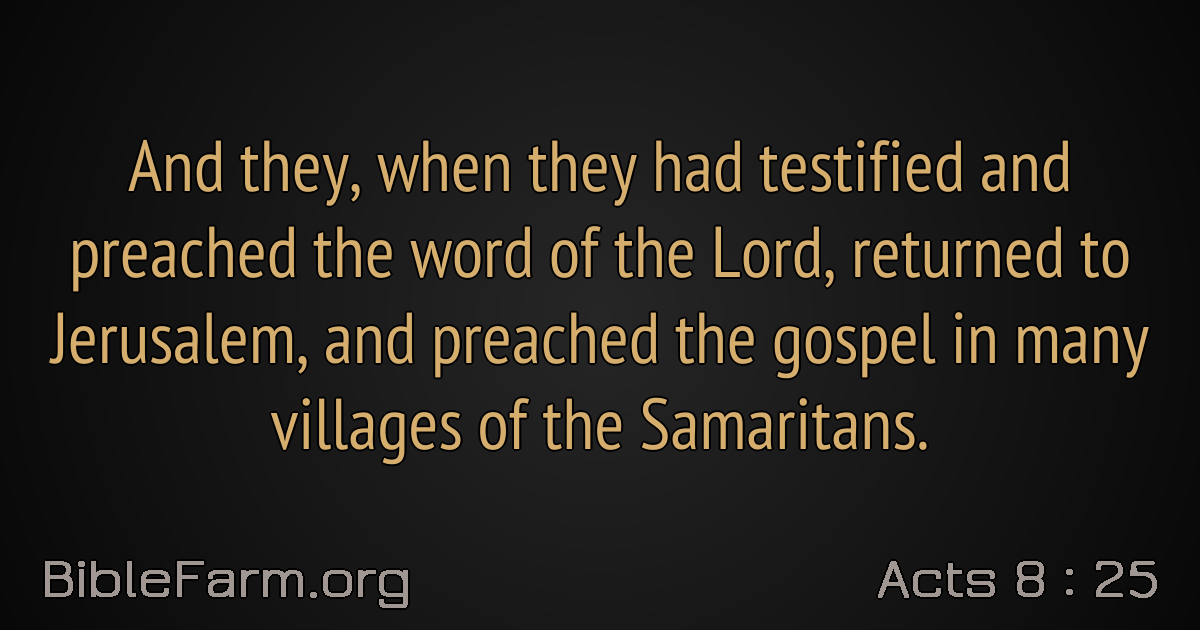 And they, when they had testified and
preached the word of the Lord, returned to
Jerusalem, and preached the gospel in many
villages of the Samaritans.
BibleFarm.org
Acts 8 : 25